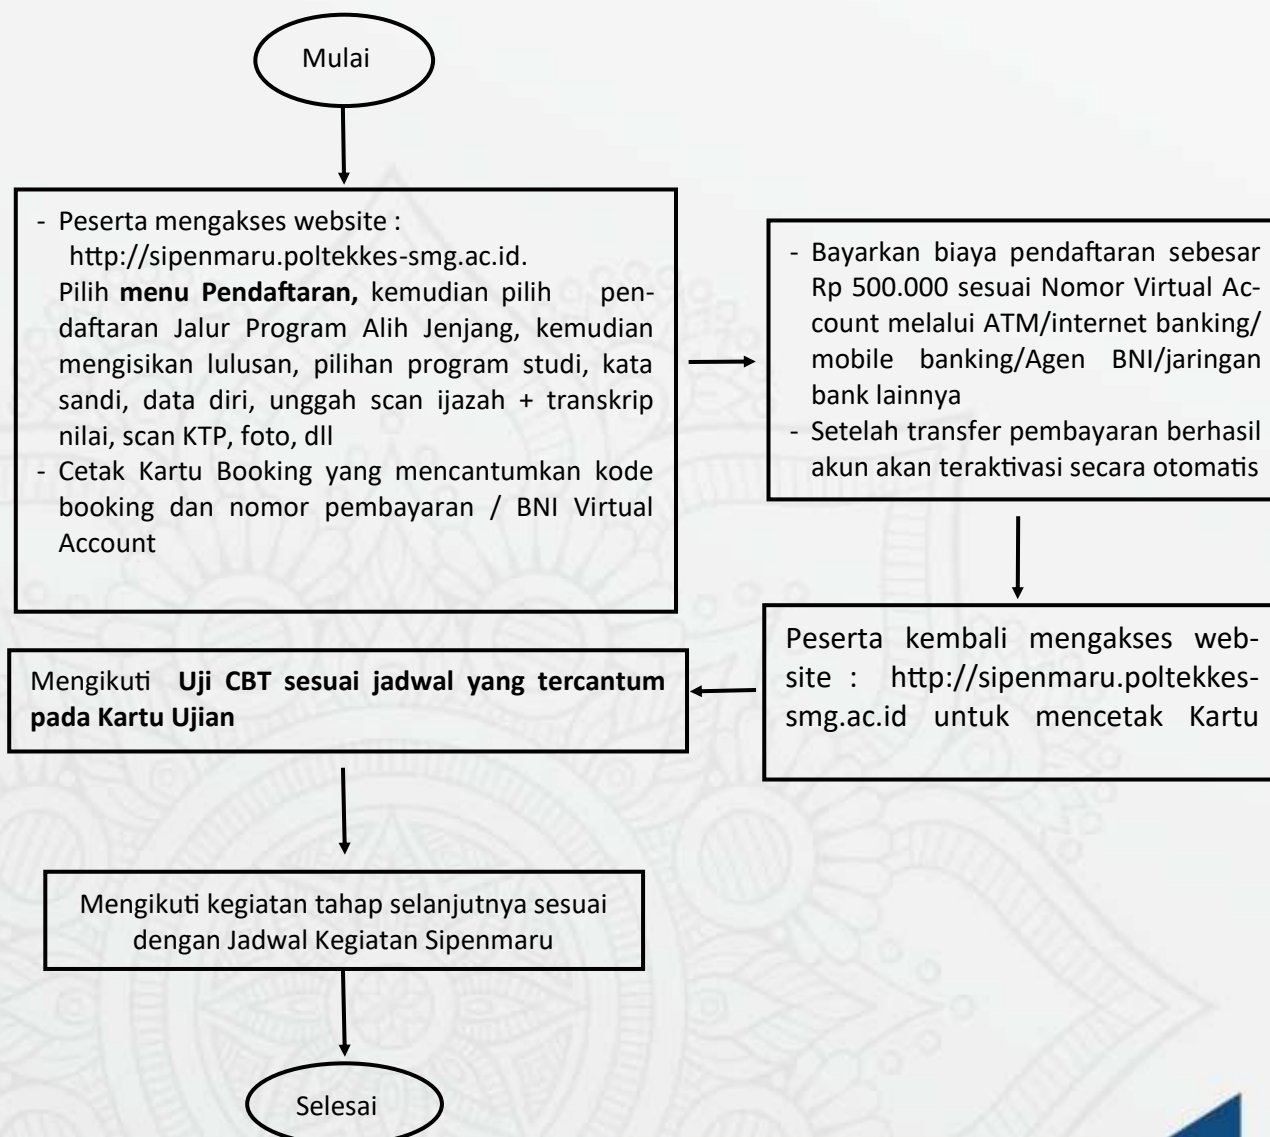 Mulai
- Peserta mengakses website :
http://sipenmaru.poltekkes-smg.ac.id.
Pilih menu Pendaftaran, kemudian pilih pen-
daftaran Jalur Program Alih Jenjang, kemudian
mengisikan lulusan, pilihan program studi, kata
sandi, data diri, unggah scan ijazah + transkrip
nilai, scan KTP, foto, dll
- Cetak Kartu Booking yang mencantumkan kode
booking dan nomor pembayaran / BNI Virtual
Account
- Bayarkan biaya pendaftaran sebesar
Rp 500.000 sesuai Nomor Virtual Ac-
count melalui ATM/internet banking/
mobile banking/Agen BNI/jaringan
bank lainnya
- Setelah transfer pembayaran berhasil
akun akan teraktivasi secara otomatis
Peserta kembali mengakses web-
site : http://sipenmaru.poltekkes-
smg.ac.id untuk mencetak Kartu
Mengikuti Uji CBT sesuai jadwal yang tercantum
pada Kartu Ujian
Mengikuti kegiatan tahap selanjutnya sesuai
dengan Jadwal Kegiatan Sipenmaru
Selesai